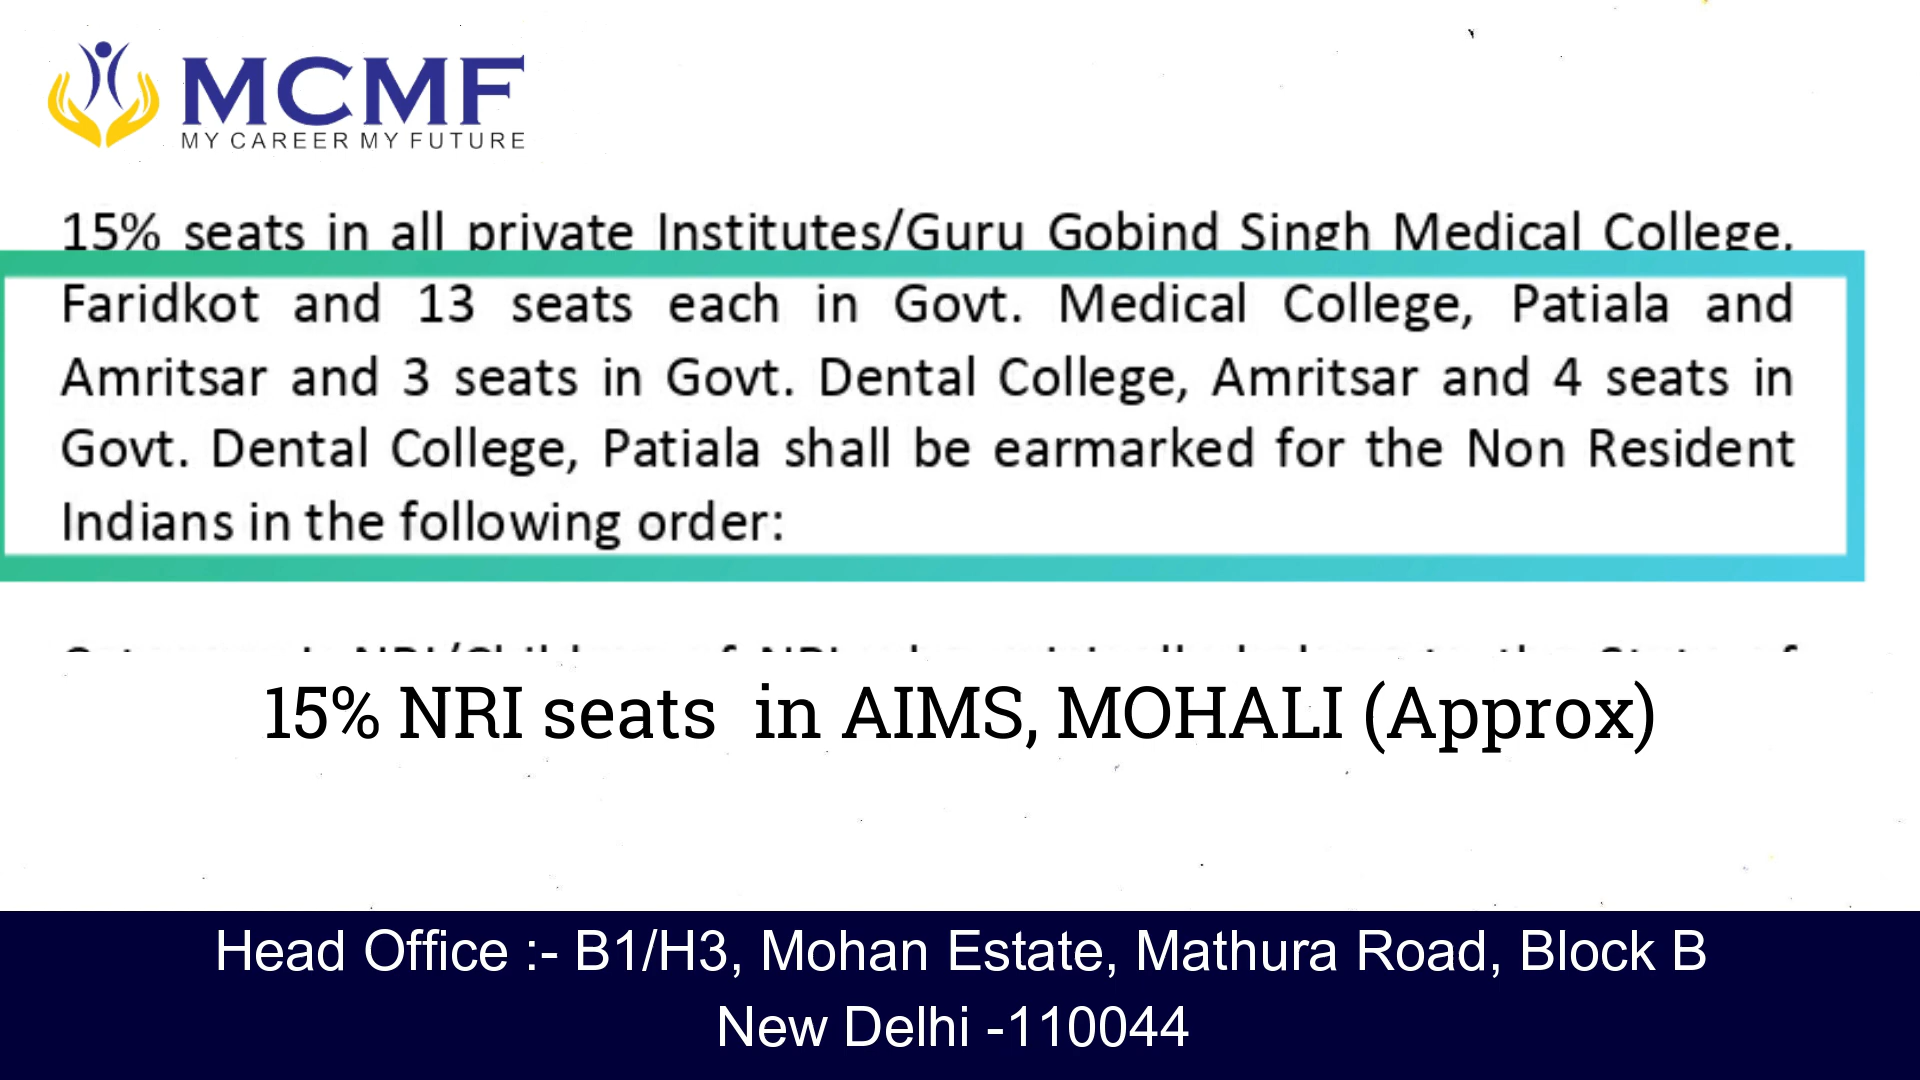 MCMF
MY CAREER MY FUTURE
15% seats in all private Institutes/Guru Gobind Singh Medical College,
Faridkot and 13 seats each in Govt. Medical College, Patiala and
Amritsar and 3 seats in Govt. Dental College, Amritsar and 4 seats in
Govt. Dental College, Patiala shall be earmarked for the Non Resident
Indians in the following order:
15% NRI seats in AIMS, MOHALI (Approx)
Head Office :- B1/H3, Mohan Estate, Mathura Road, Block B
New Delhi -110044